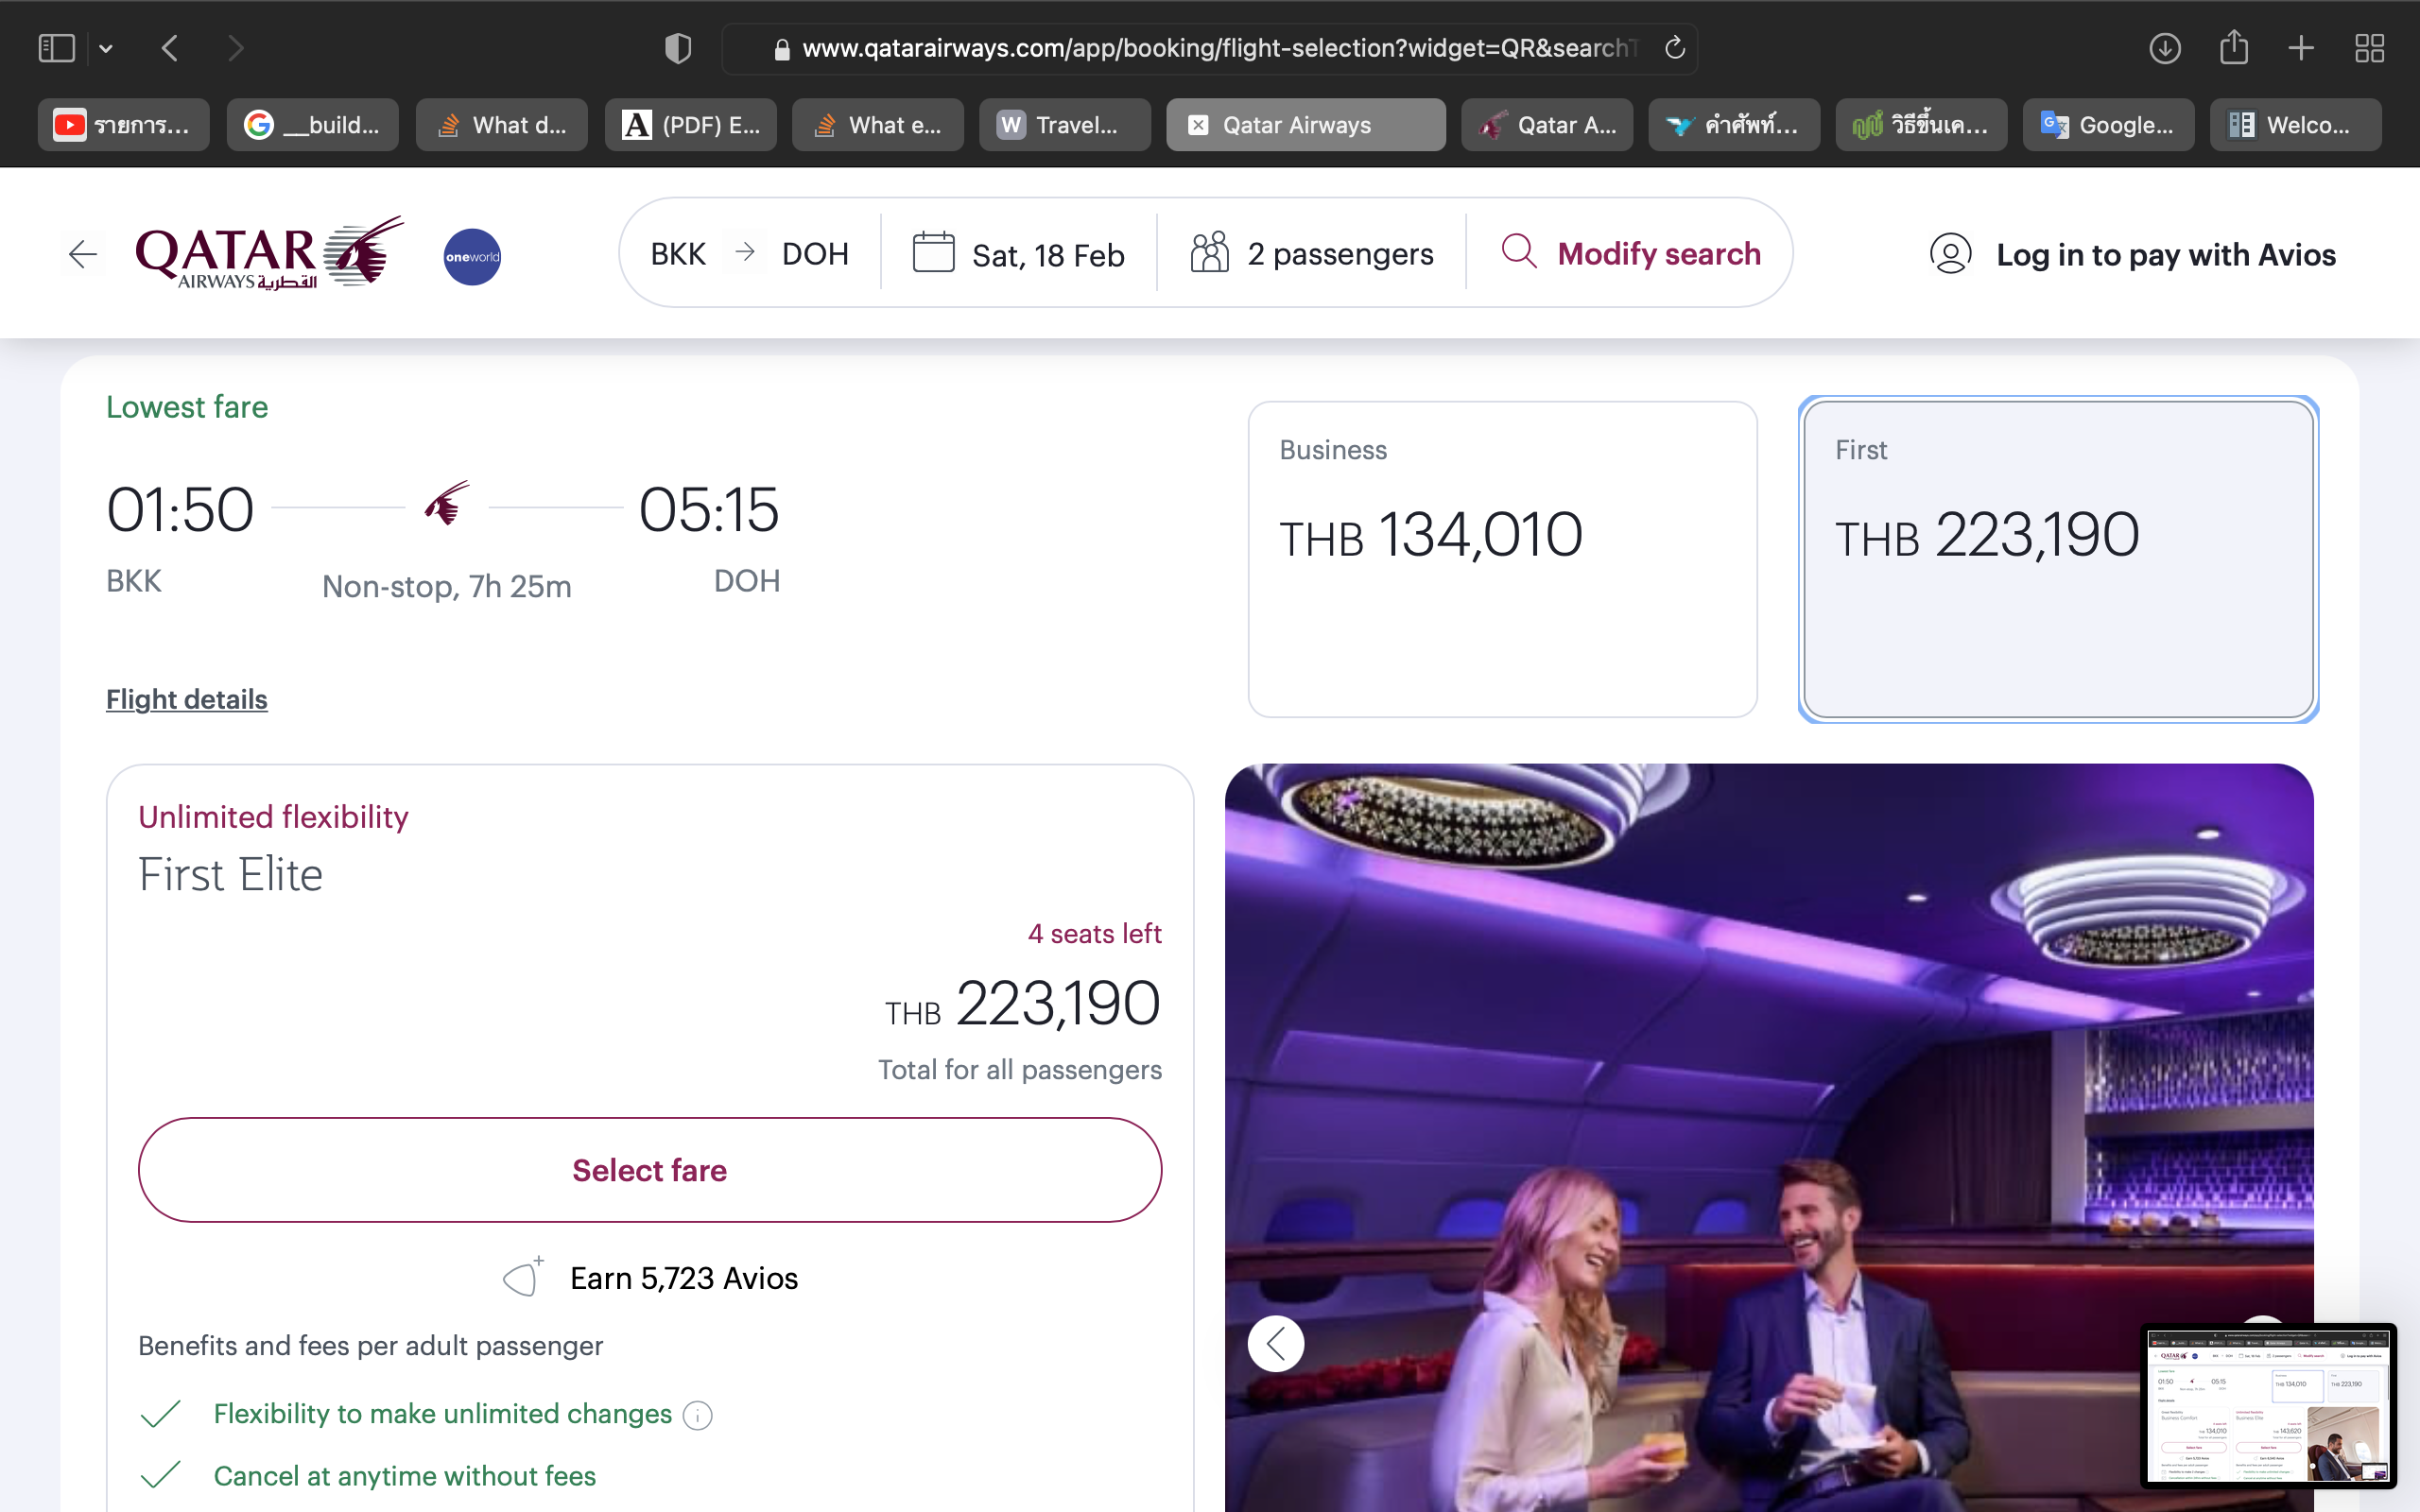 www.qatarairways.com/app/booking/flight-selection?widget=QR&searchT
รายการ...
__build...
What d...
(PDF) E...
What e...
Travel...
Qatar Airways
Qatar A...
คำศัพท์...
วิธีขึ้นเค...
Google...
Welco...
QATAR
AIRWAYS القطرية
oneworld
BKK → DOH
Sat, 18 Feb
2 passengers
Modify search
Log in to pay with Avios
Lowest fare
01:50
05:15
BKK
Non-stop, 7h 25m
DOH
Flight details
Business
THB 134,010
First
THB 223,190
Unlimited flexibility
First Elite
4 seats left
THB 223,190
Total for all passengers
Select fare
Earn 5,723 Avios
Benefits and fees per adult passenger
Flexibility to make unlimited changes
Cancel at anytime without fees